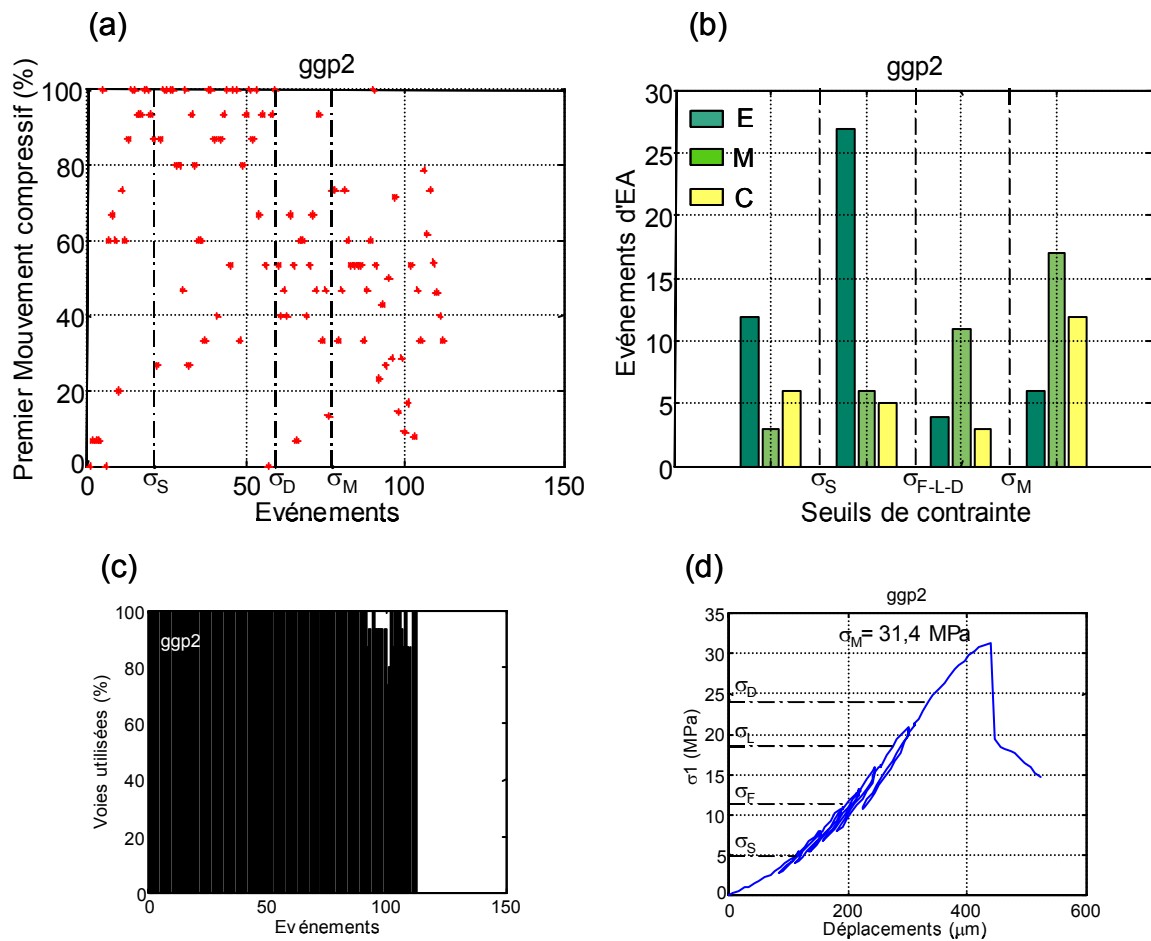 (a)
ggp2
Premier Mouvement compressif (%)
100
80
60
40
20
0
0 σS 50 σD σM 100 150
Evénements
(b)
ggp2
Evénements d'EA
30
25
20
15
10
5
0
E
M
C
σS σF-L-D σM
Seuils de contrainte
(c)
Voies utilisées (%)
100
80
60
40
20
0
ggp2
0 50 100 150
Evénements
(d)
ggp2
σ1 (MPa)
35
30
25
20
15
10
5
0
σM= 31,4 MPa
σD
σL
σF
σS
0 200 400 600
Déplacements (μm)